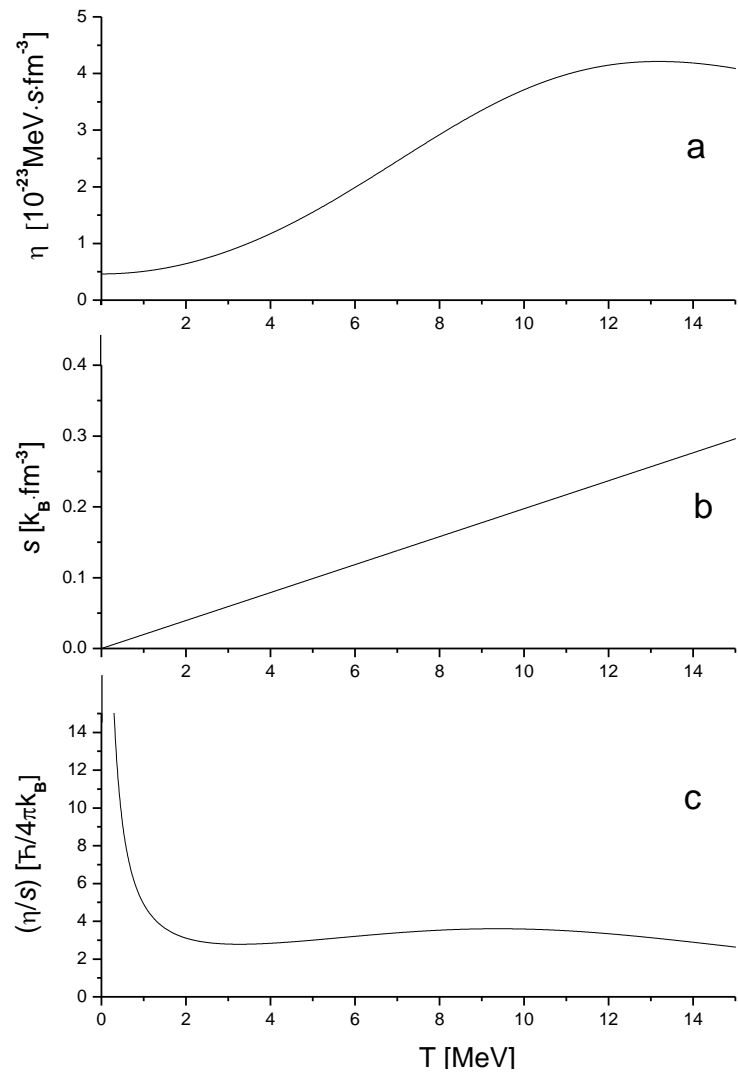 5
4
3
2
1
0
η [10⁻²³MeV·s·fm⁻³]
a
2 4 6 8 10 12 14
0.4
0.3
0.2
0.1
0.0
s [k_B·fm⁻³]
b
2 4 6 8 10 12 14
14
12
10
8
6
4
2
0
(η/s) [Ћ/4πk_B]
c
0 2 4 6 8 10 12 14
T [MeV]